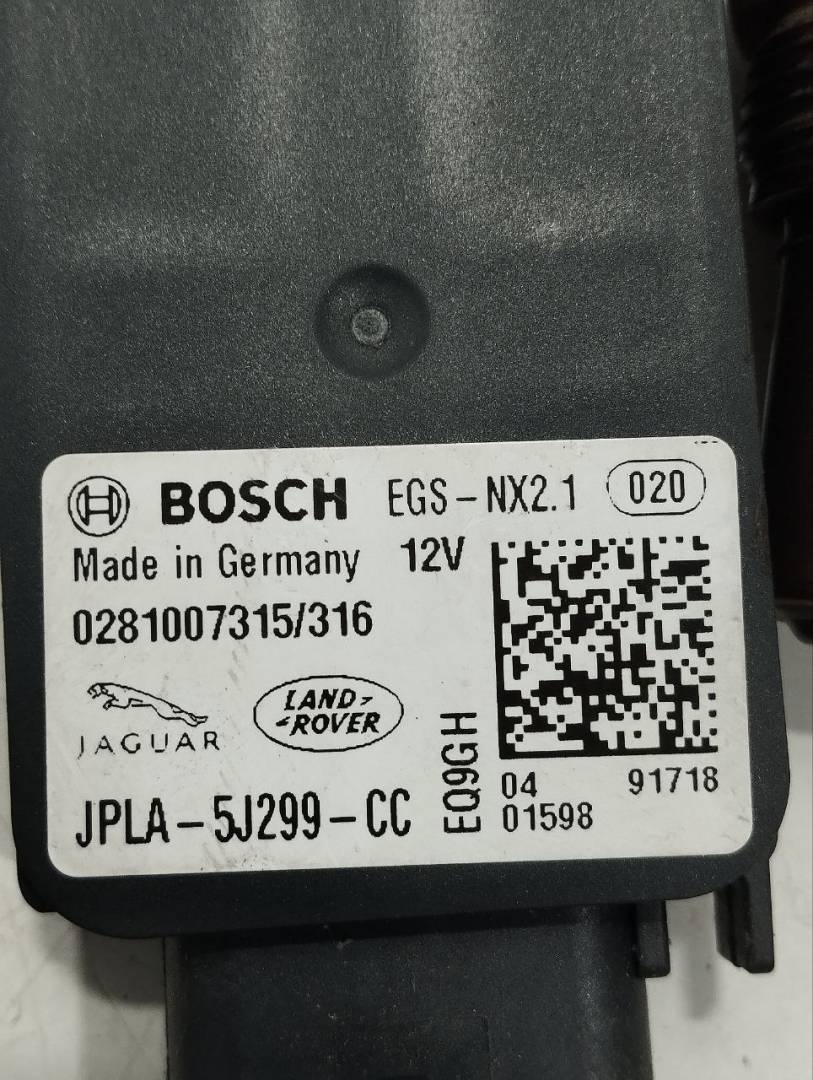 BOSCH EGS-NX2.1 020
Made in Germany 12V
0281007315/316
JAGUAR
LAND-
-ROVER
JPLA-5J299-CC
EQ9GH
04 91718
01598